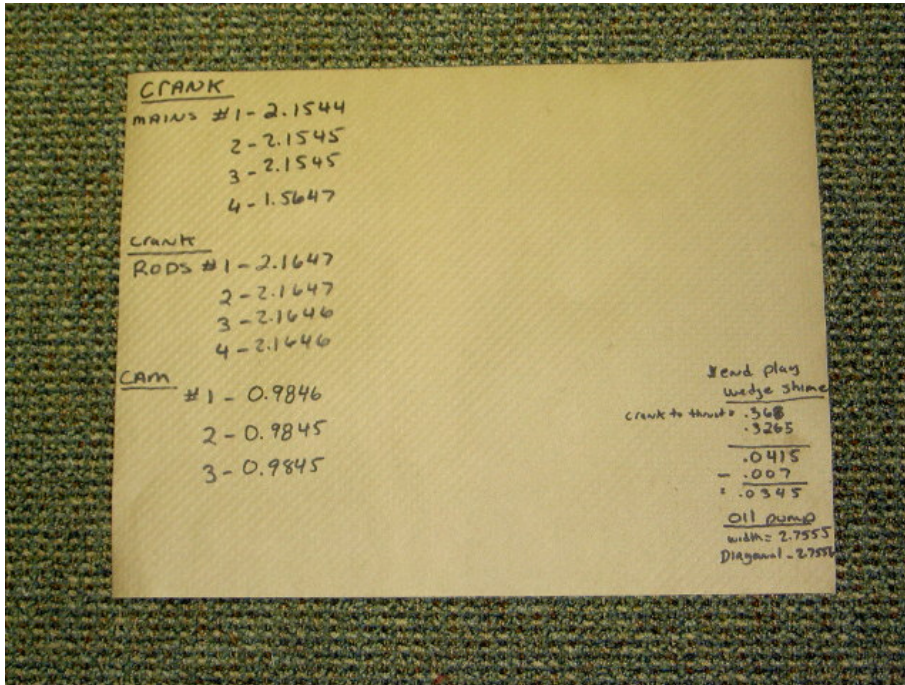 CRANK
MAINS #1-2.1544
2-2.1545
3-2.1545
4-1.5647
Crank
RODS #1-2.1647
2-2.1647
3-2.1646
4-2.1646
CAM
#1-0.9846
2-0.9845
3-0.9845
end play
wedge shime
crank to thrust = .368
.3265
.0415
- .007
= .0345
Oil pump
width = 2.7555
Diagonal - 2.7556